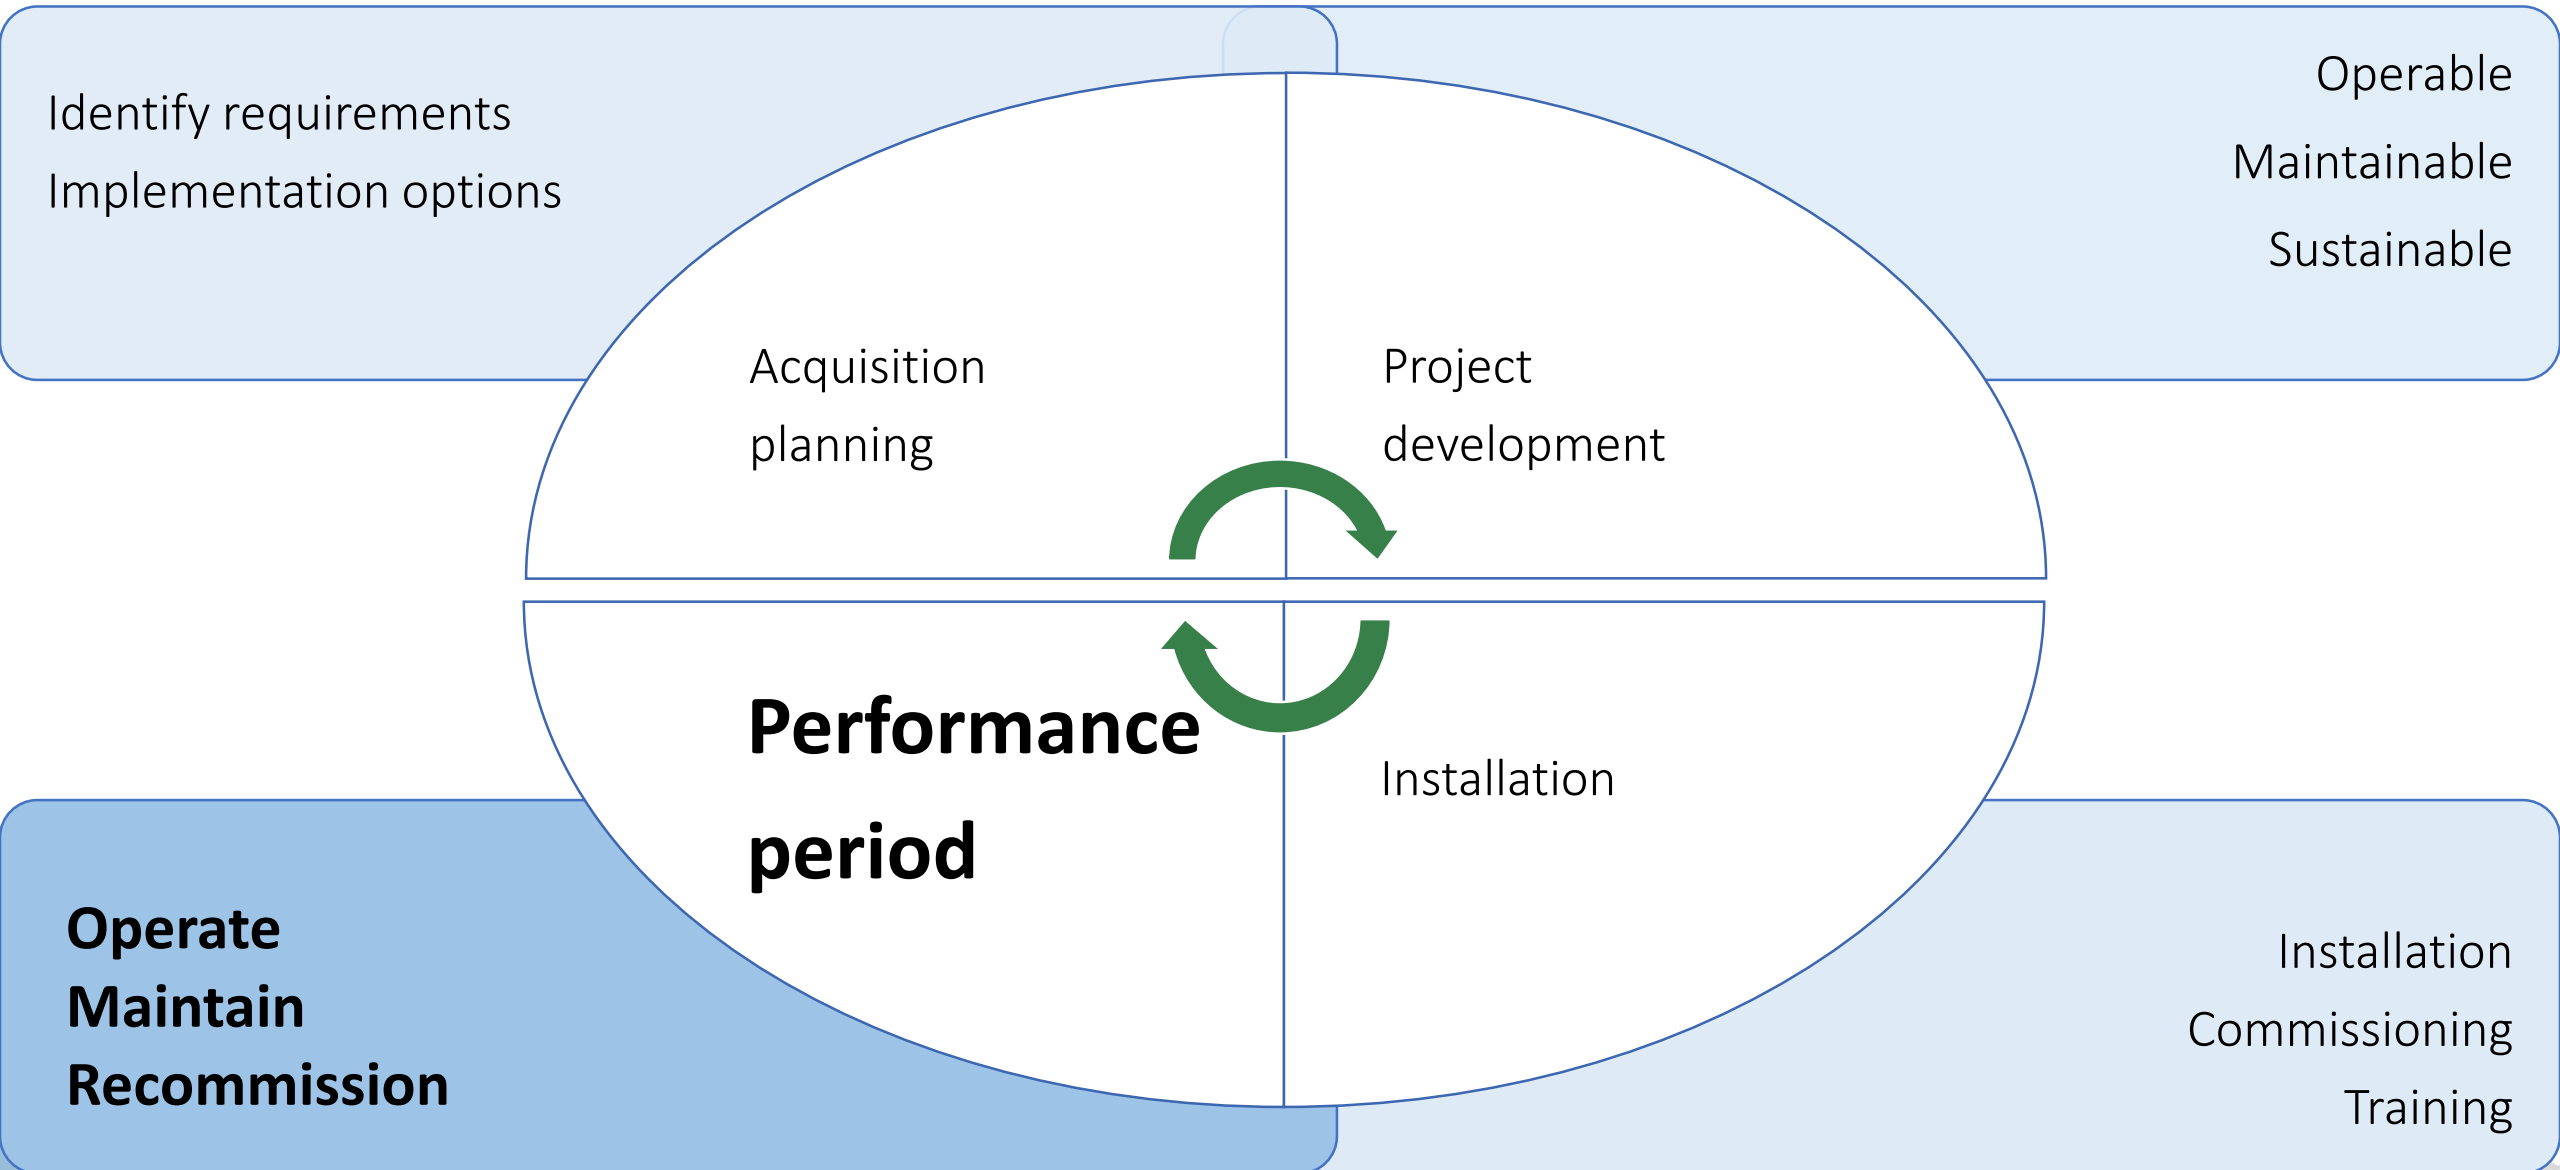 Identify requirements
Implementation options
Operable
Maintainable
Sustainable
Acquisition
planning
Project
development
Performance
period
Installation
Operate
Maintain
Recommission
Installation
Commissioning
Training